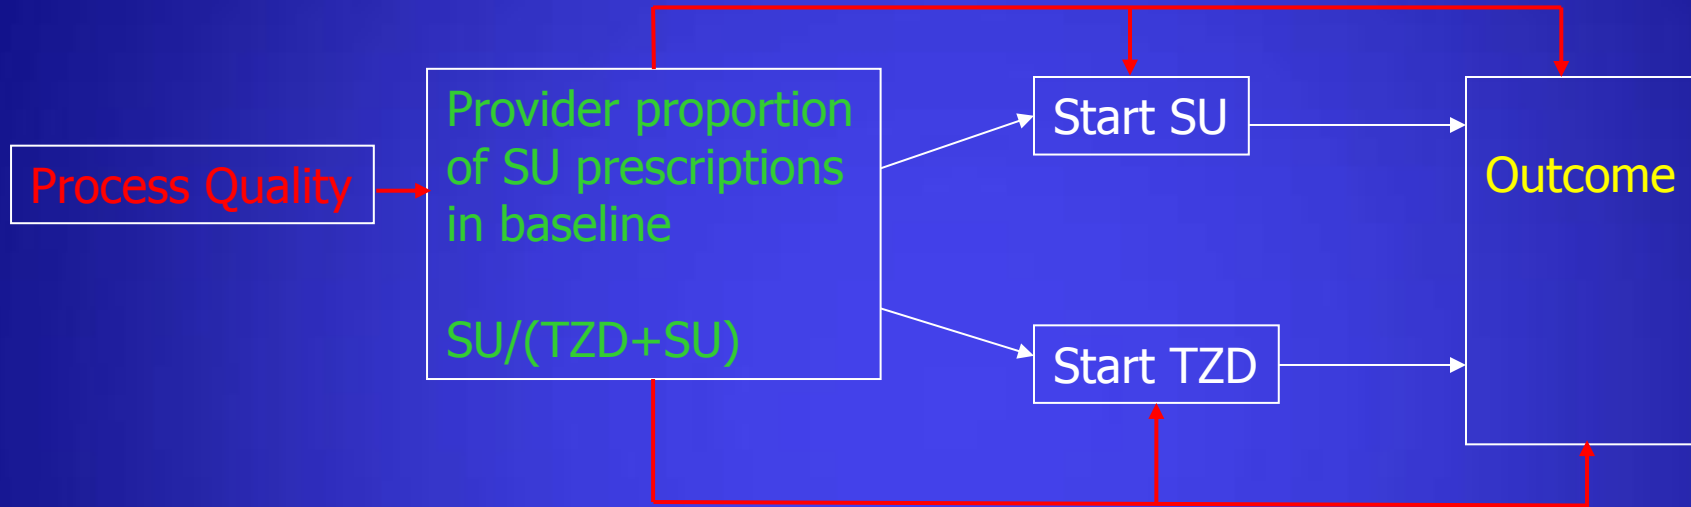 Process Quality
Provider proportion
of SU prescriptions
in baseline
SU/(TZD+SU)
Start SU
Start TZD
Outcome